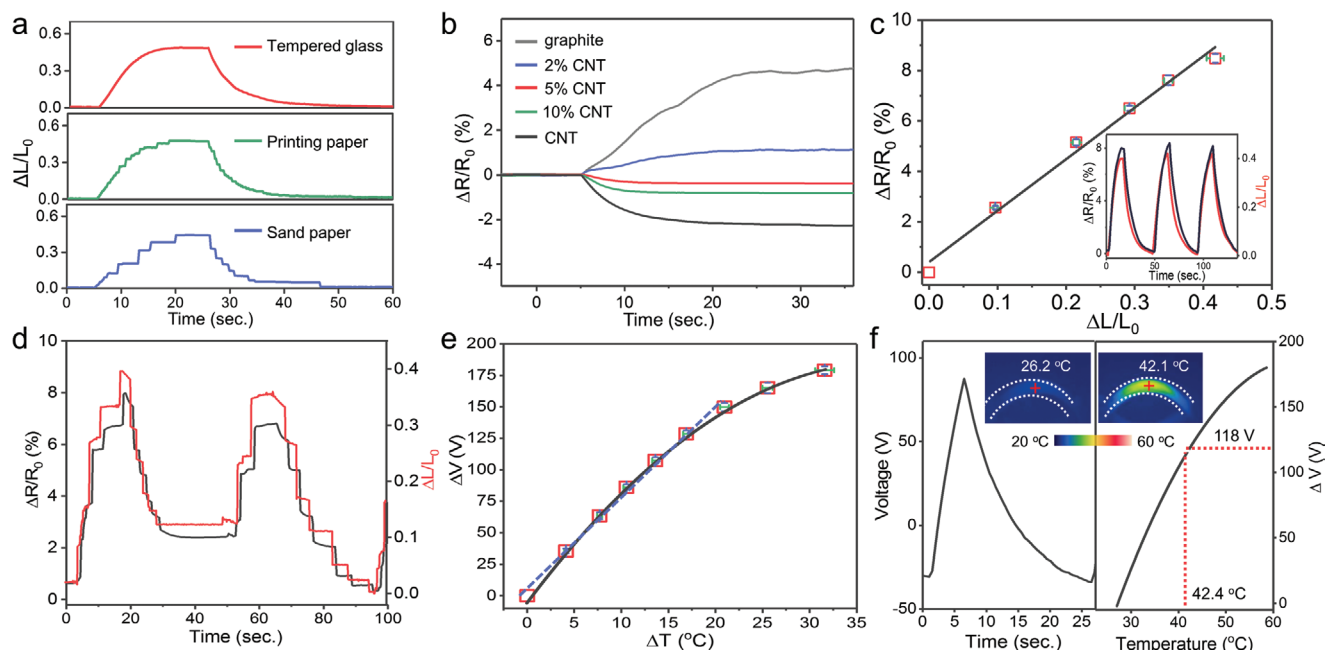 a
Tempered glass
0.6
0.3
0.0
Printing paper
0.6
0.3
0.0
Sand paper
0.6
0.3
0.0
ΔL/L0
0 10 20 30 40 50 60
Time (sec.)
b
graphite
2% CNT
5% CNT
10% CNT
CNT
6
4
2
0
-2
-4
ΔR/R0 (%)
0 10 20 30
Time (sec.)
c
10
8
6
4
2
0
ΔR/R0 (%)
0.0 0.1 0.2 0.3 0.4 0.5
ΔL/L0
8
4
0
ΔR/R0 (%)
0.4
0.2
0.0
ΔL/L0
0 50 100
Time (sec.)
d
10
8
6
4
2
0
ΔR/R0 (%)
0.4
0.3
0.2
0.1
0.0
ΔL/L0
0 20 40 60 80 100
Time (sec.)
e
200
175
150
125
100
75
50
25
0
ΔV (V)
0 5 10 15 20 25 30 35
ΔT (°C)
f
100
50
0
-50
Voltage (V)
26.2 °C
42.1 °C
20 °C
60 °C
118 V
42.4 °C
200
150
100
50
0
Δ V (V)
0 5 10 15 20 25
Time (sec.)
30 40 50 60
Temperature (°C)